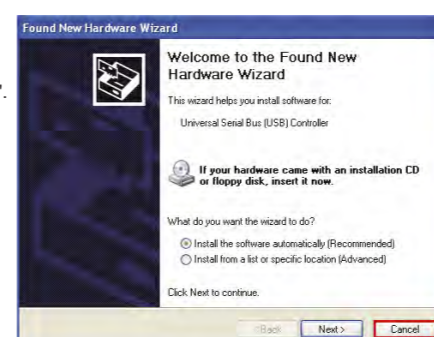 Found New Hardware Wizard
Welcome to the Found New
Hardware Wizard
This wizard helps you install software for:
Universal Serial Bus (USB) Controller
If your hardware came with an installation CD
or floppy disk, insert it now.
What do you want the wizard to do?
Install the software automatically (Recommended)
Install from a list or specific location (Advanced)
Click Next to continue.
< Back Next > Cancel